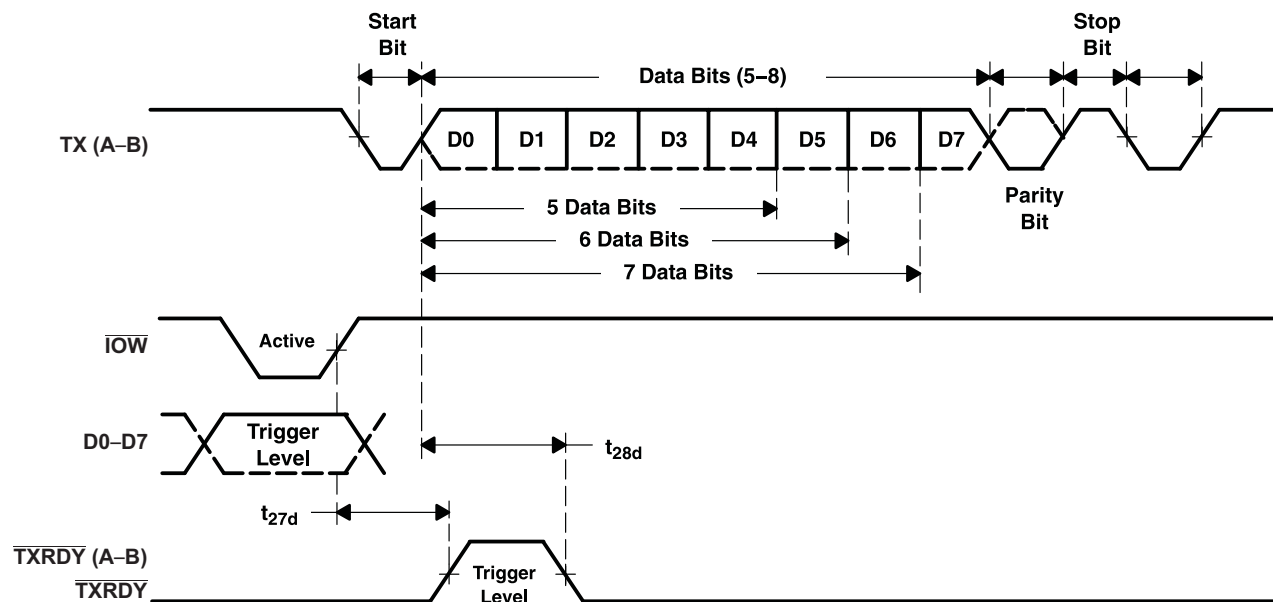 Start
Bit
Stop
Bit
Data Bits (5–8)
TX (A–B)
D0 D1 D2 D3 D4 D5 D6 D7
Parity
Bit
5 Data Bits
6 Data Bits
7 Data Bits
IOW
Active
D0–D7
Trigger
Level
t28d
t27d
TXRDY (A–B)
TXRDY
Trigger
Level